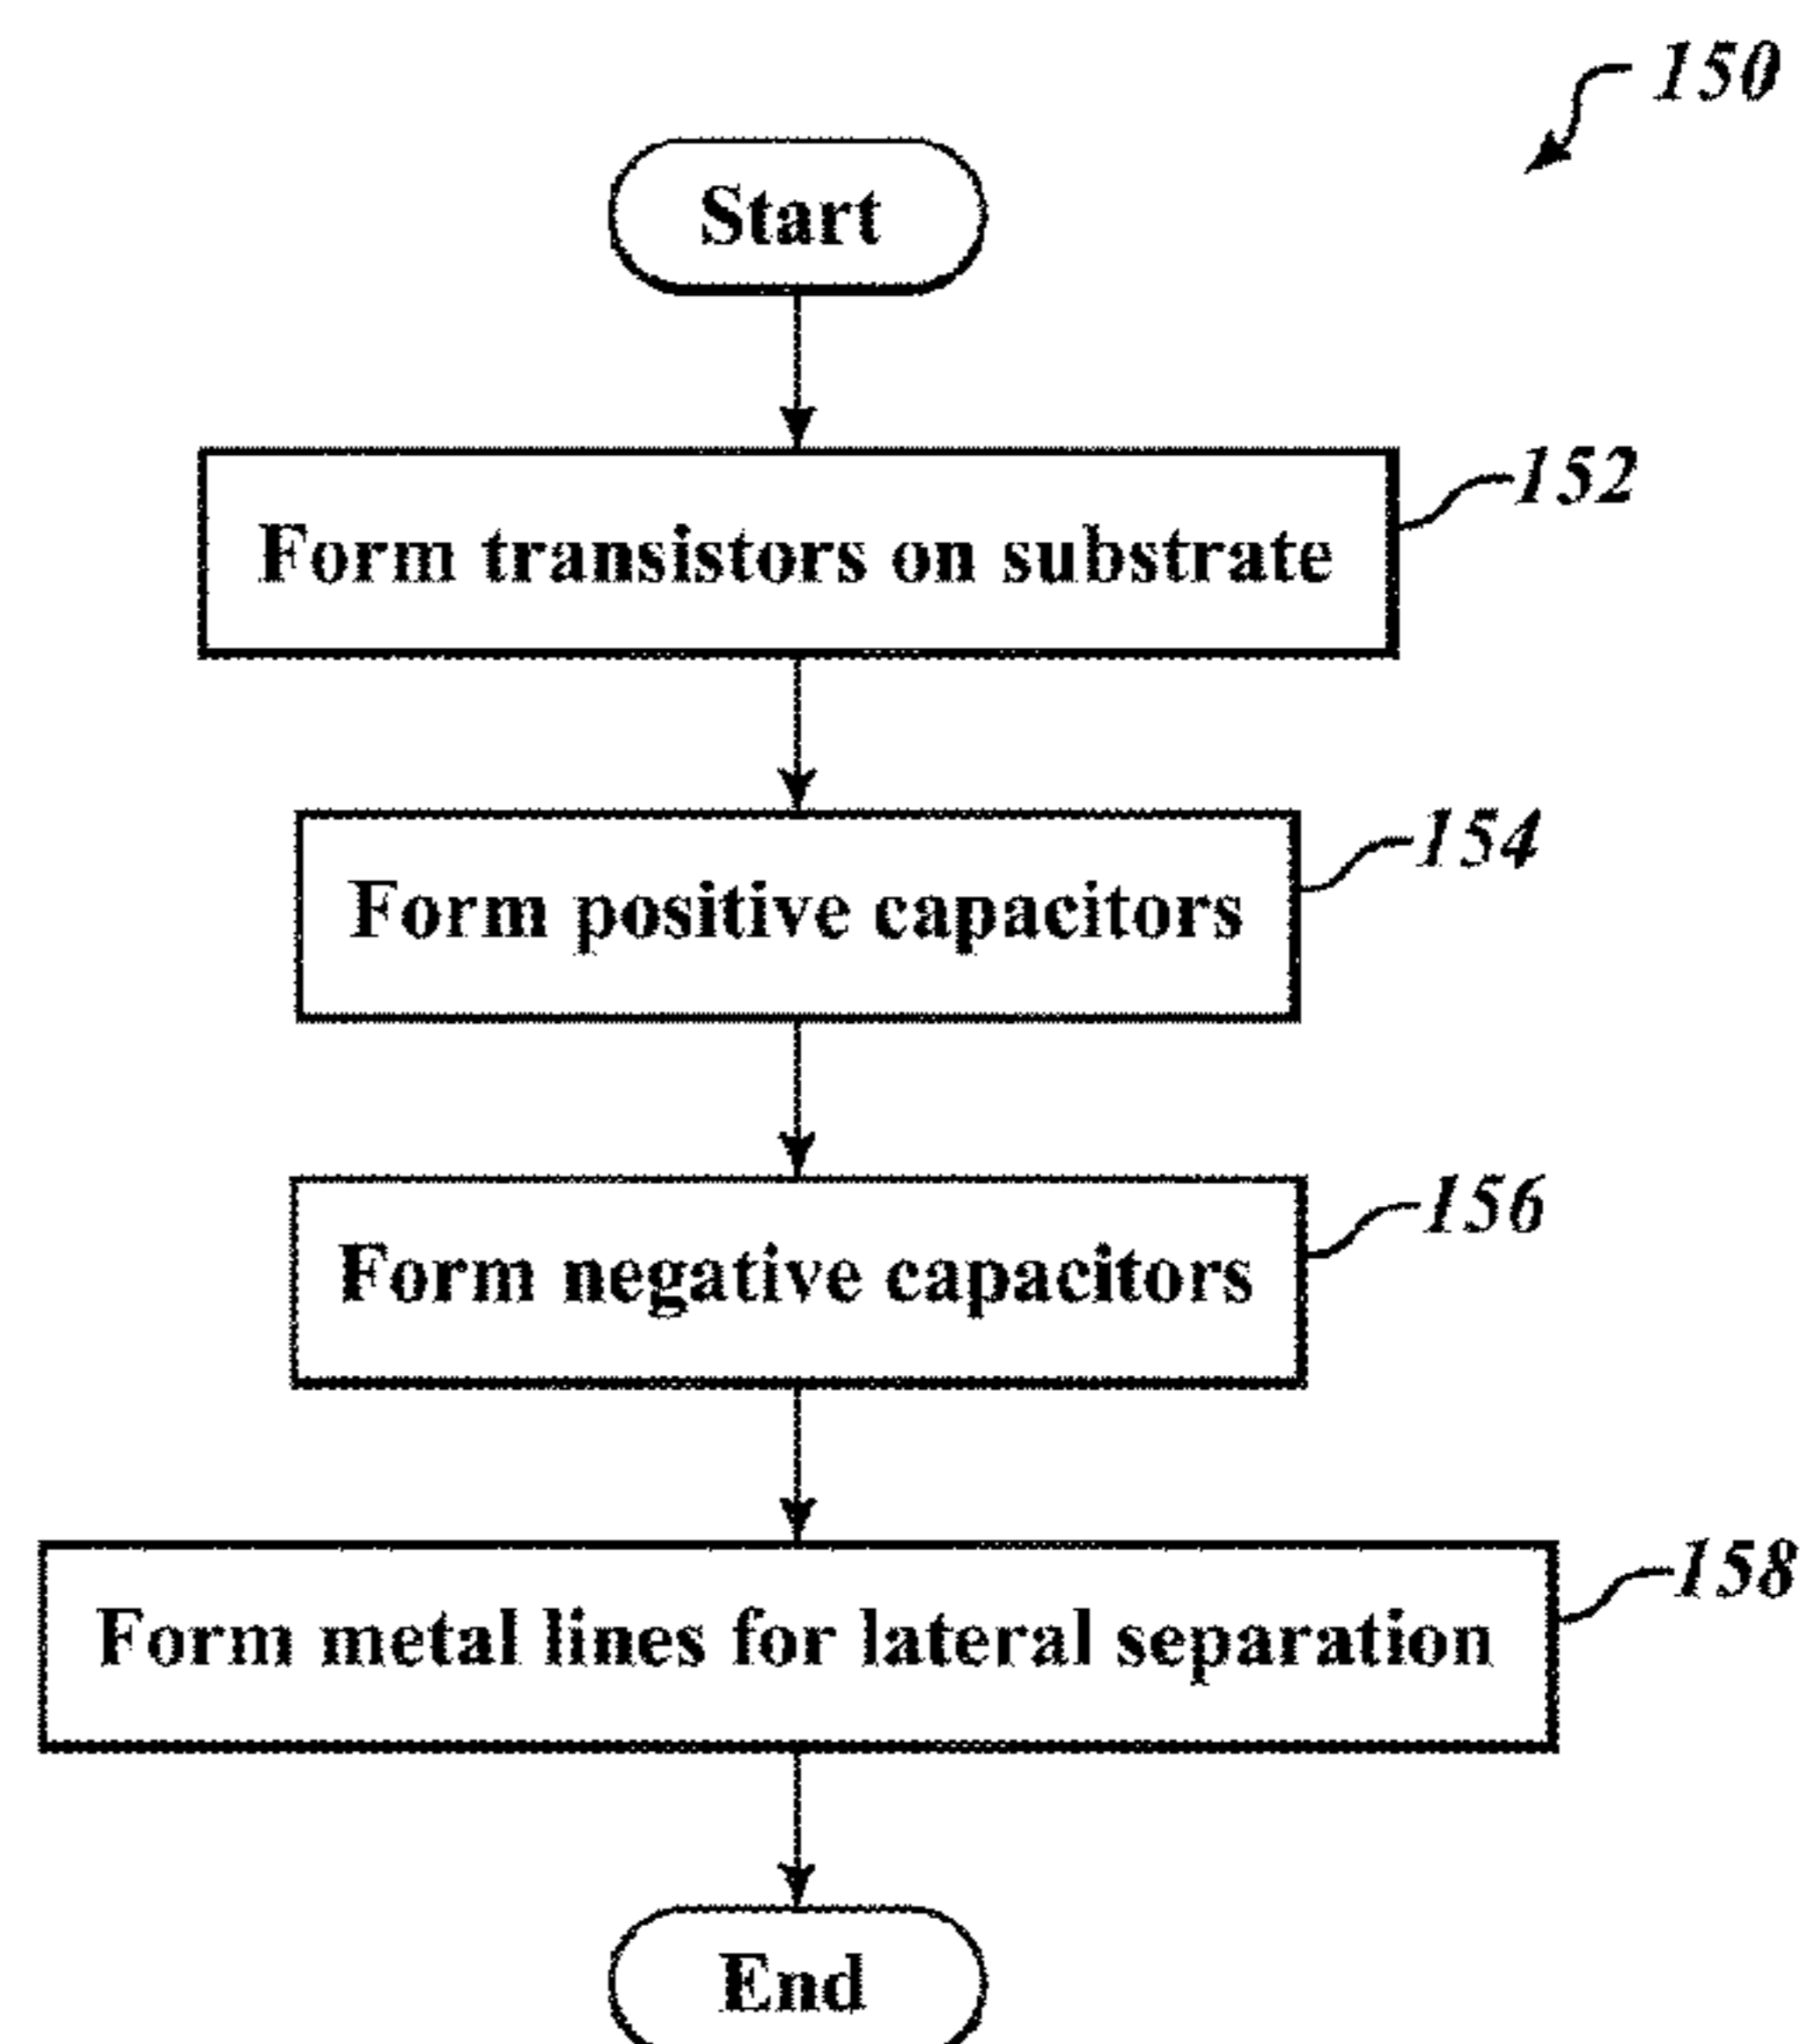 150
Start
152
Form transistors on substrate
154
Form positive capacitors
156
Form negative capacitors
158
Form metal lines for lateral separation
End